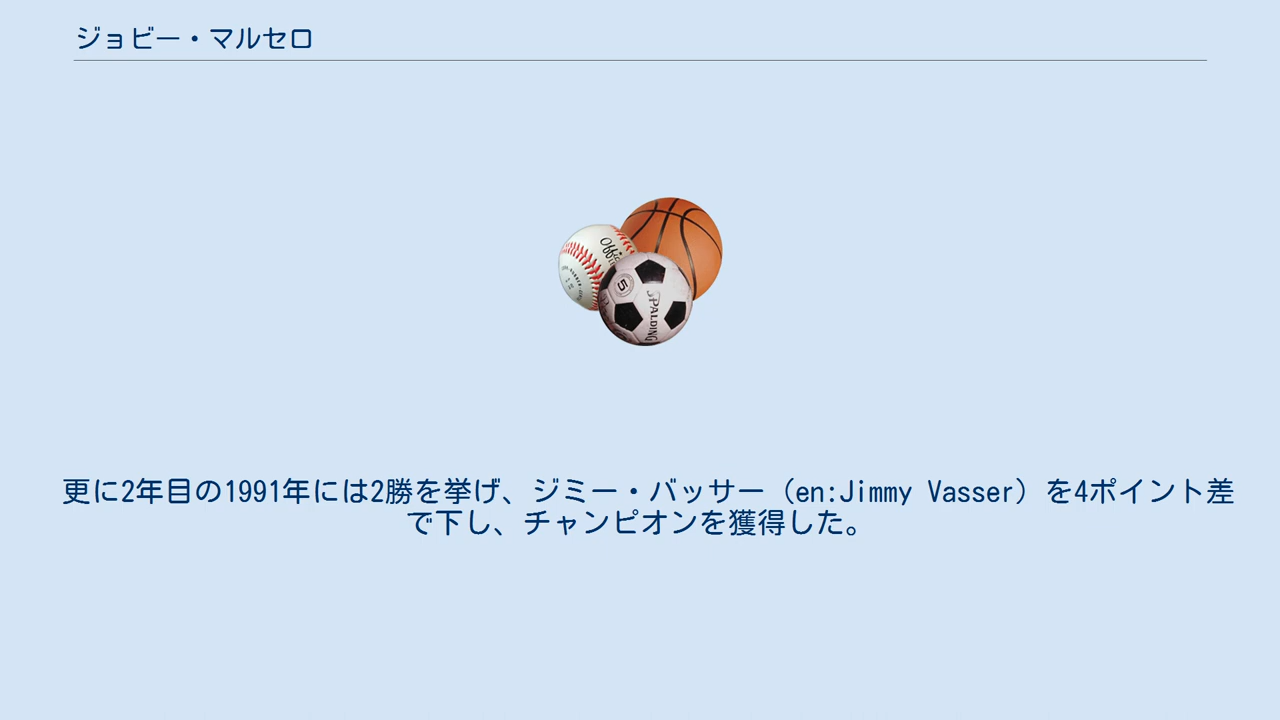 ジョビー・マルセロ
Offi
5
SPALDING
更に2年目の1991年には2勝を挙げ、ジミー・バッサー（en:Jimmy Vasser）を4ポイント差
で下し、チャンピオンを獲得した。